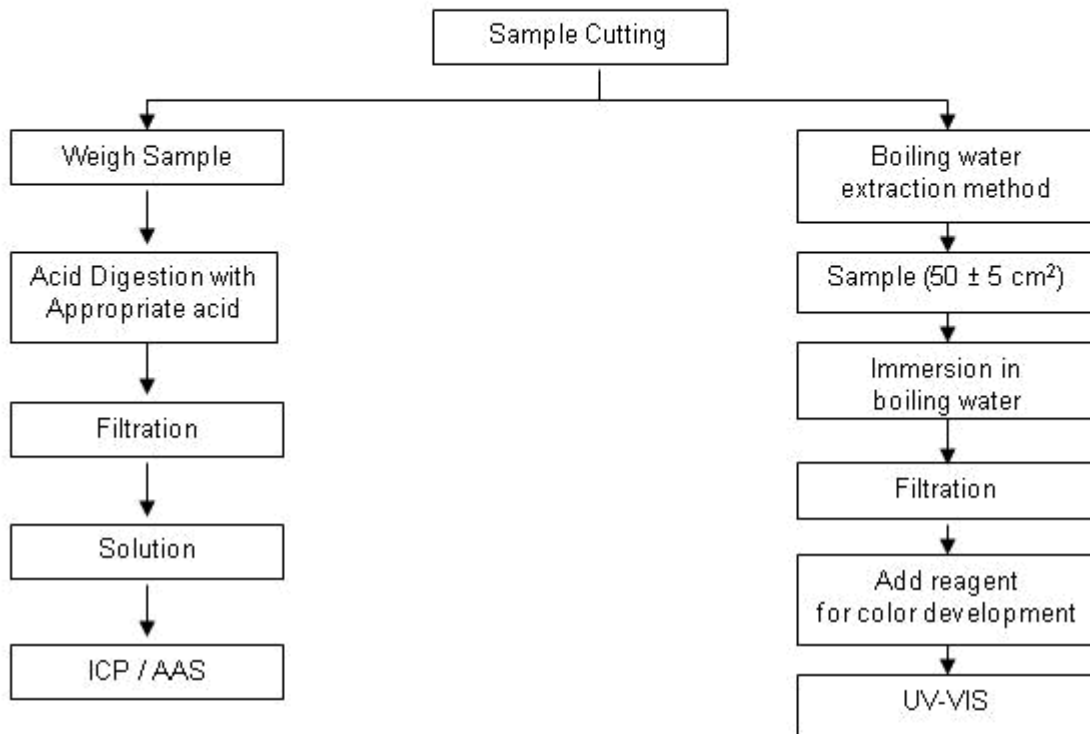 Sample Cutting
Weigh Sample
Acid Digestion with
Appropriate acid
Filtration
Solution
ICP / AAS
Boiling water
extraction method
Sample (50 ± 5 cm²)
Immersion in
boiling water
Filtration
Add reagent
for color development
UV-VIS